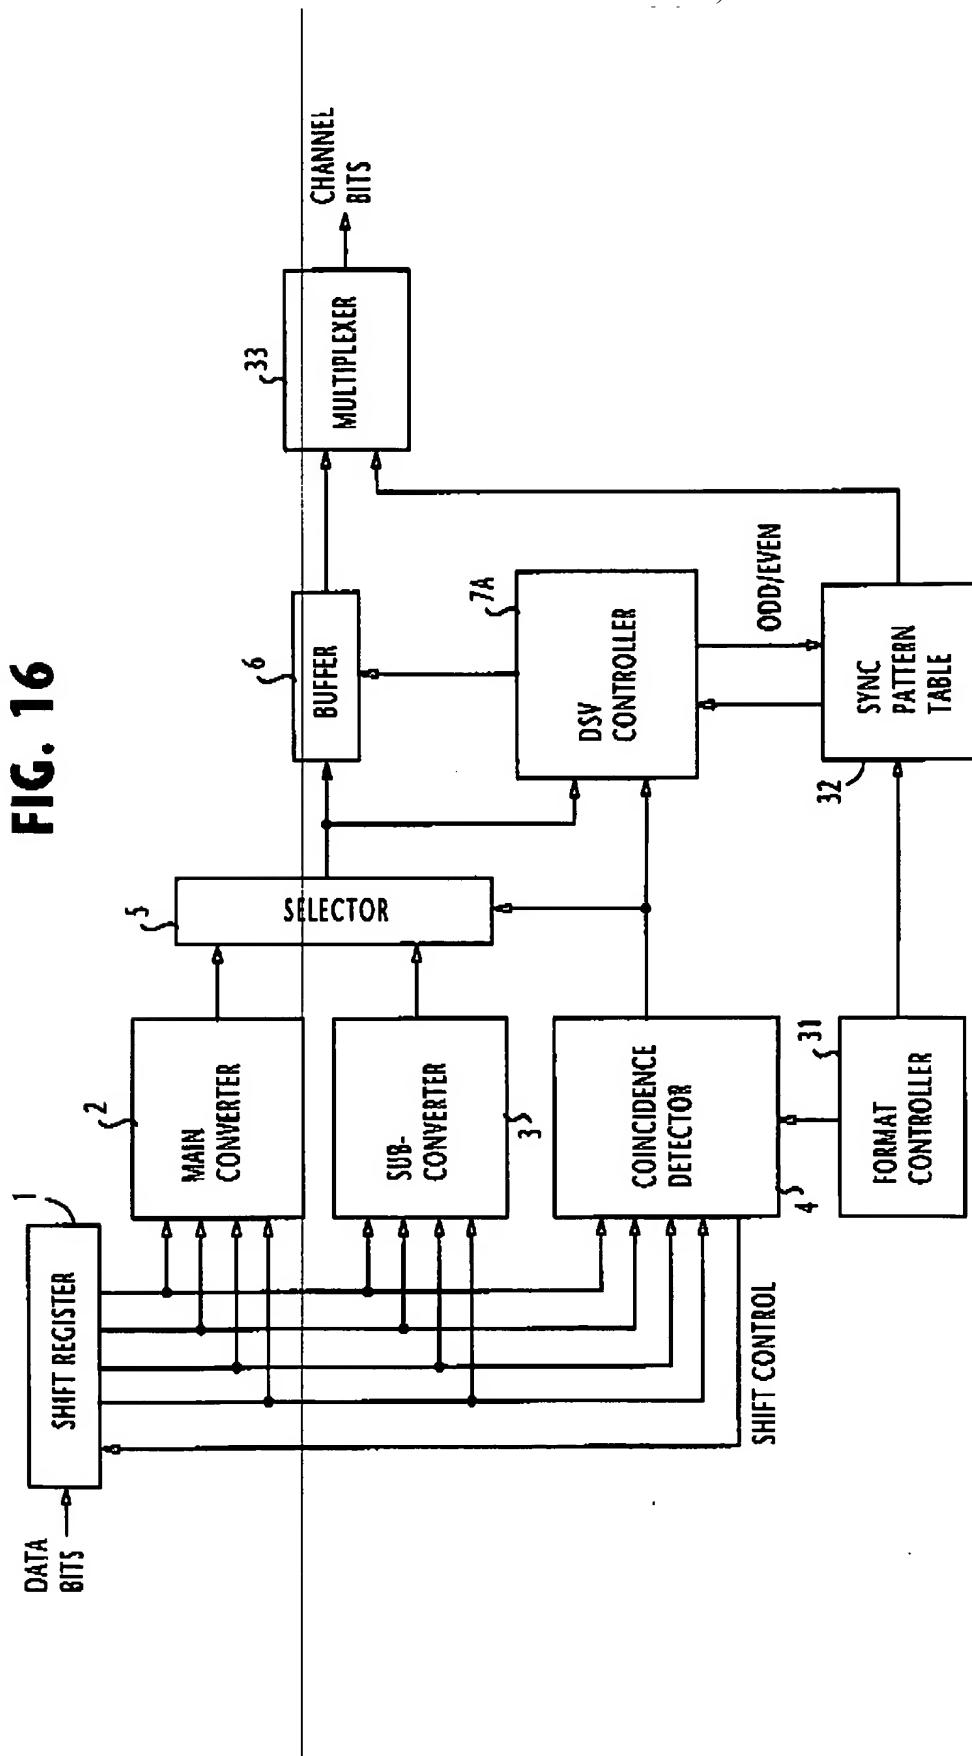 FIG. 16
DATA
BITS
1
SHIFT REGISTER
2
MAIN
CONVERTER
SUB-
CONVERTER
3
COINCIDENCE
DETECTOR
4
SHIFT CONTROL
31
FORMAT
CONTROLLER
5
SELECTOR
6
BUFFER
7A
DSV
CONTROLLER
ODD/EVEN
32
SYNC
PATTERN
TABLE
33
MULTIPLEXER
CHANNEL
BITS